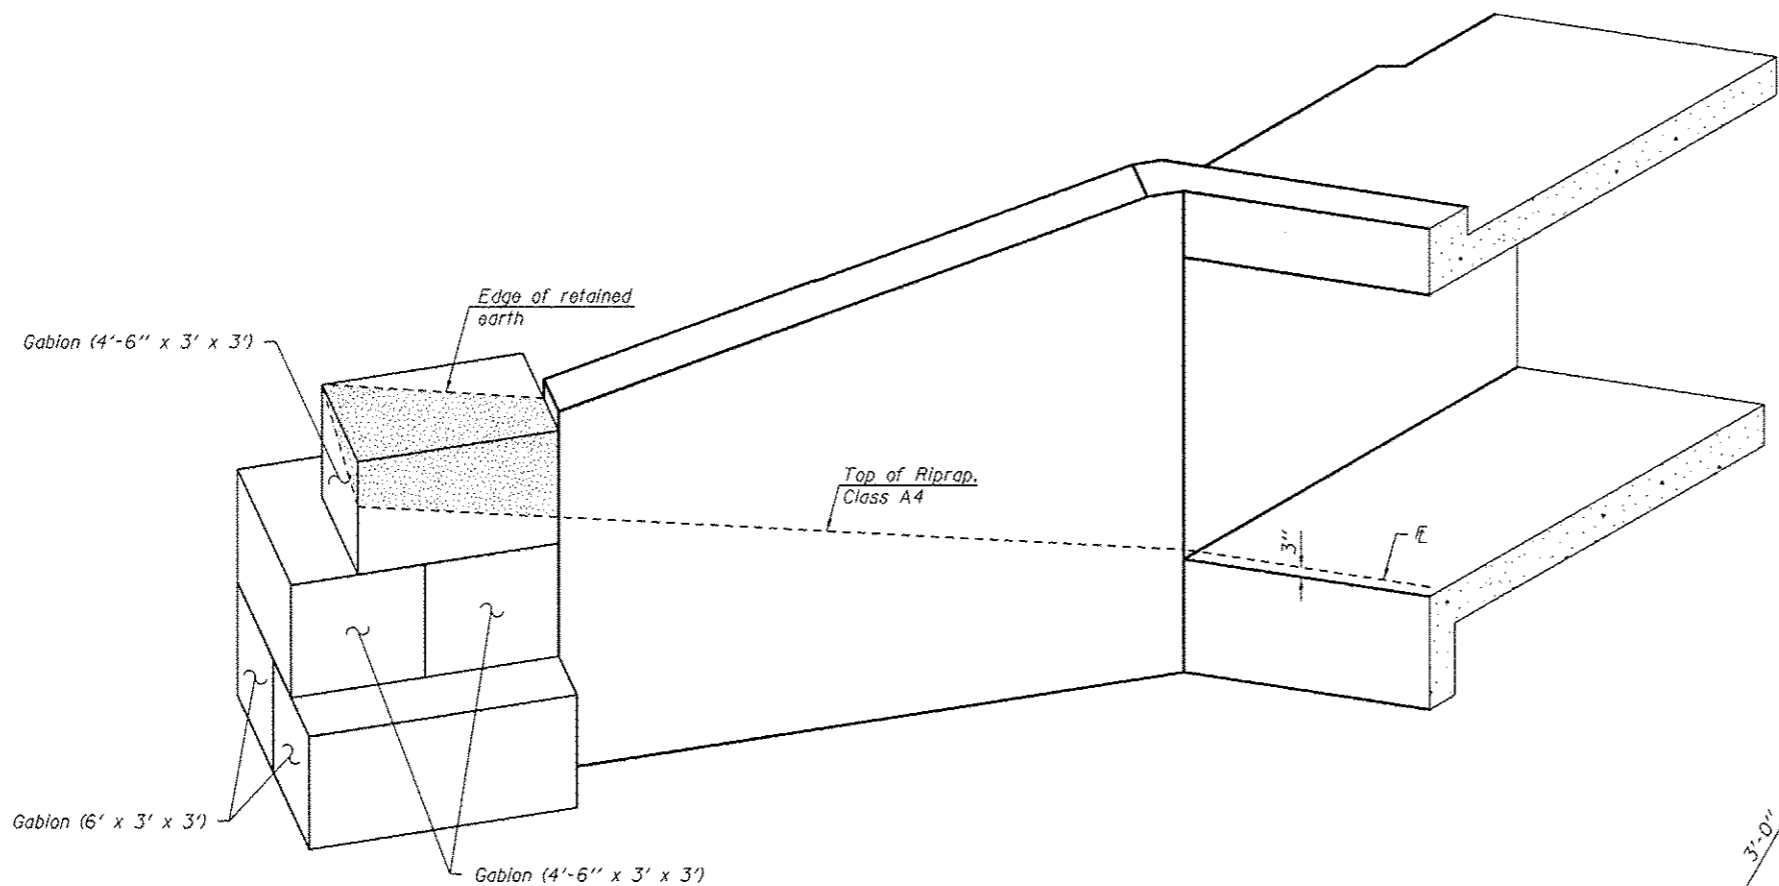 Edge of retained
earth
Gabion (4'-6" x 3' x 3')
Top of Riprap.
Class A4
3"
℄
Gabion (6' x 3' x 3')
Gabion (4'-6" x 3' x 3')
3'-0"